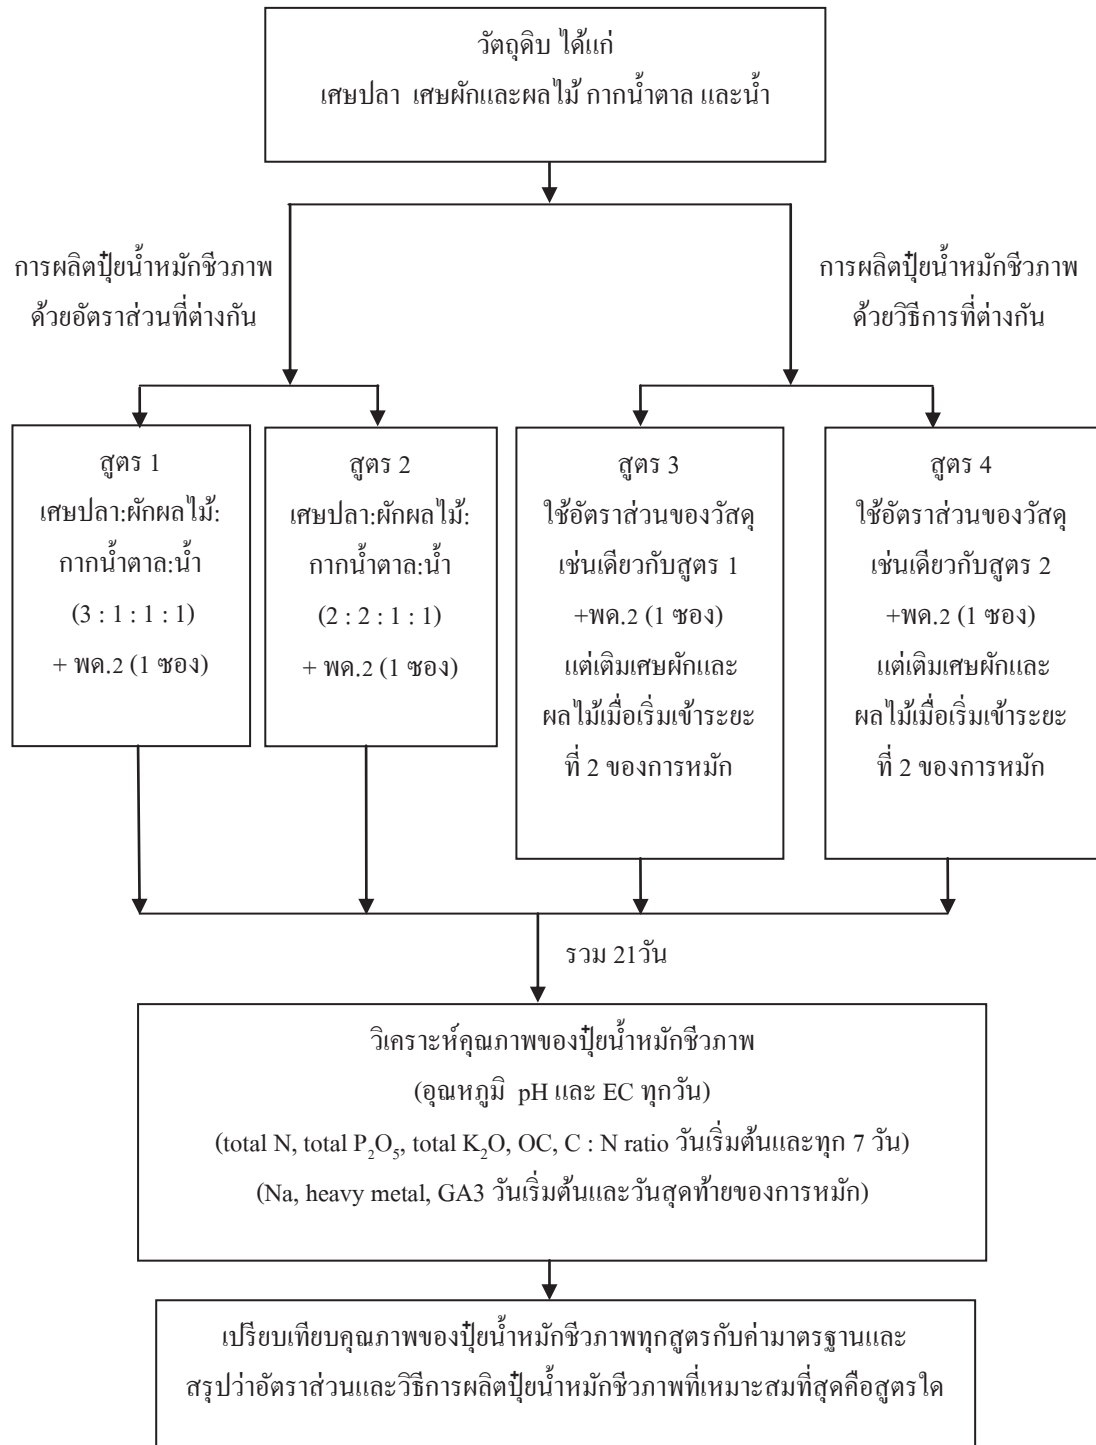 วัตถุดิบ ได้แก่
เศษปลา เศษผักและผลไม้ กากน้ำตาล และน้ำ
การผลิตปุ๋ยน้ำหมักชีวภาพ
ด้วยอัตราส่วนที่ต่างกัน
การผลิตปุ๋ยน้ำหมักชีวภาพ
ด้วยวิธีการที่ต่างกัน
สูตร 1
เศษปลา:ผักผลไม้:
กากน้ำตาล:น้ำ
(3 : 1 : 1 : 1)
+ พด.2 (1 ซอง)
สูตร 2
เศษปลา:ผักผลไม้:
กากน้ำตาล:น้ำ
(2 : 2 : 1 : 1)
+ พด.2 (1 ซอง)
สูตร 3
ใช้อัตราส่วนของวัสดุ
เช่นเดียวกับสูตร 1
+พด.2 (1 ซอง)
แต่เติมเศษผักและ
ผลไม้เมื่อเริ่มเข้าระยะ
ที่ 2 ของการหมัก
สูตร 4
ใช้อัตราส่วนของวัสดุ
เช่นเดียวกับสูตร 2
+พด.2 (1 ซอง)
แต่เติมเศษผักและ
ผลไม้เมื่อเริ่มเข้าระยะ
ที่ 2 ของการหมัก
รวม 21วัน
วิเคราะห์คุณภาพของปุ๋ยน้ำหมักชีวภาพ
(อุณหภูมิ pH และ EC ทุกวัน)
(total N, total P₂O₅, total K₂O, OC, C : N ratio วันเริ่มต้นและทุก 7 วัน)
(Na, heavy metal, GA3 วันเริ่มต้นและวันสุดท้ายของการหมัก)
เปรียบเทียบคุณภาพของปุ๋ยน้ำหมักชีวภาพทุกสูตรกับค่ามาตรฐานและ
สรุปว่าอัตราส่วนและวิธีการผลิตปุ๋ยน้ำหมักชีวภาพที่เหมาะสมที่สุดคือสูตรใด